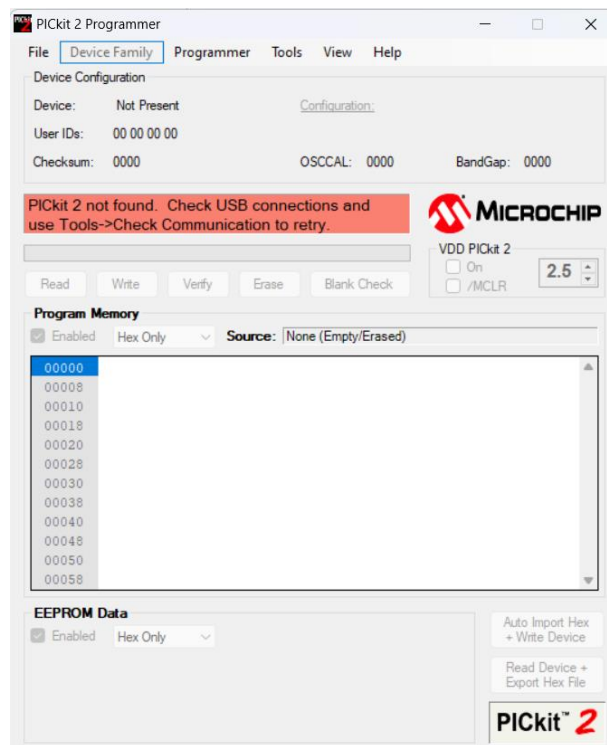 PICkit 2 Programmer
File Device Family Programmer Tools View Help
Device Configuration
Device: Not Present Configuration:
User IDs: 00 00 00 00
Checksum: 0000 OSCCAL: 0000 BandGap: 0000
PICkit 2 not found. Check USB connections and
use Tools->Check Communication to retry.
MICROCHIP
VDD PICkit 2
On
/MCLR
2.5
Read Write Verify Erase Blank Check
Program Memory
Enabled Hex Only Source: None (Empty/Erased)
00000
00008
00010
00018
00020
00028
00030
00038
00040
00048
00050
00058
EEPROM Data
Enabled Hex Only
Auto Import Hex
+ Write Device
Read Device +
Export Hex File
PICkit™ 2